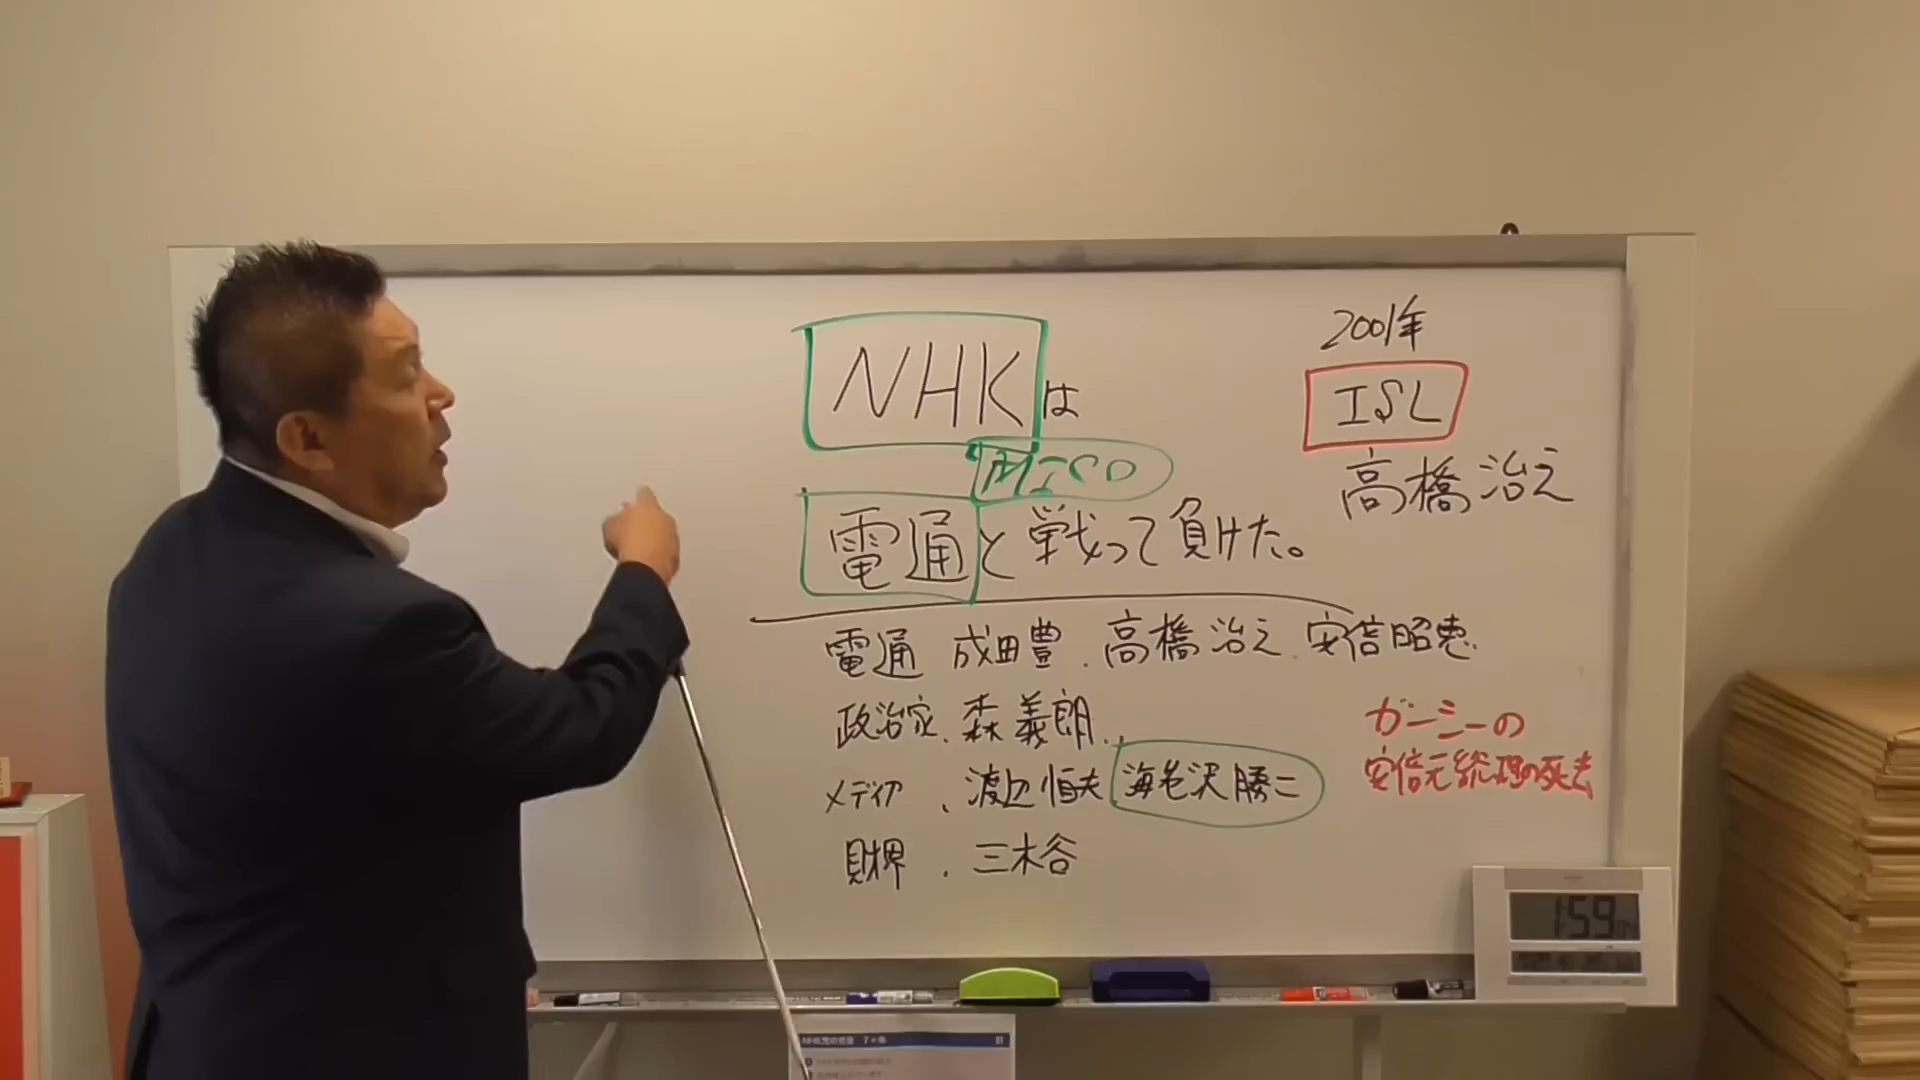 NHKは
電通と戦って負けた。
電通 成田豊．高橋治之．安倍昭恵．
政治家．森義朗．
メディア ．渡辺恒夫 海老沢勝二
財界 ．三木谷
2001年
ISL
高橋治之
ガーシーの
安倍元総理の死去
1:59